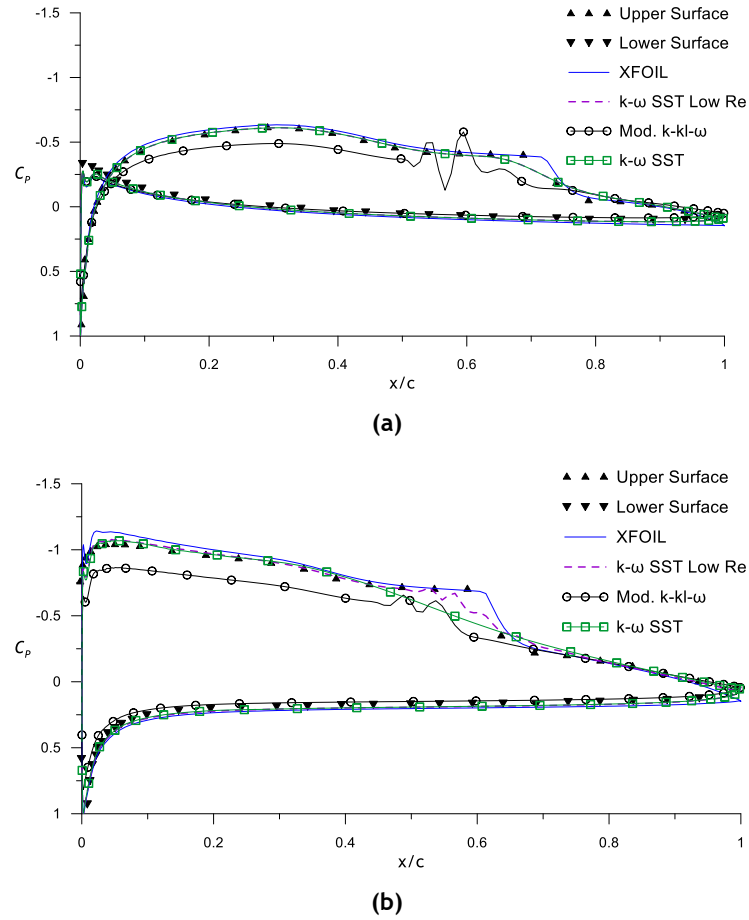 -1.5
-1
-0.5
0
0.5
1
C_P
0
0.2
0.4
0.6
0.8
1
x/c
Upper Surface
Lower Surface
XFOIL
k-ω SST Low Re
Mod. k-kl-ω
k-ω SST
(a)
-1.5
-1
-0.5
0
0.5
1
C_P
0
0.2
0.4
0.6
0.8
1
x/c
Upper Surface
Lower Surface
XFOIL
k-ω SST Low Re
Mod. k-kl-ω
k-ω SST
(b)